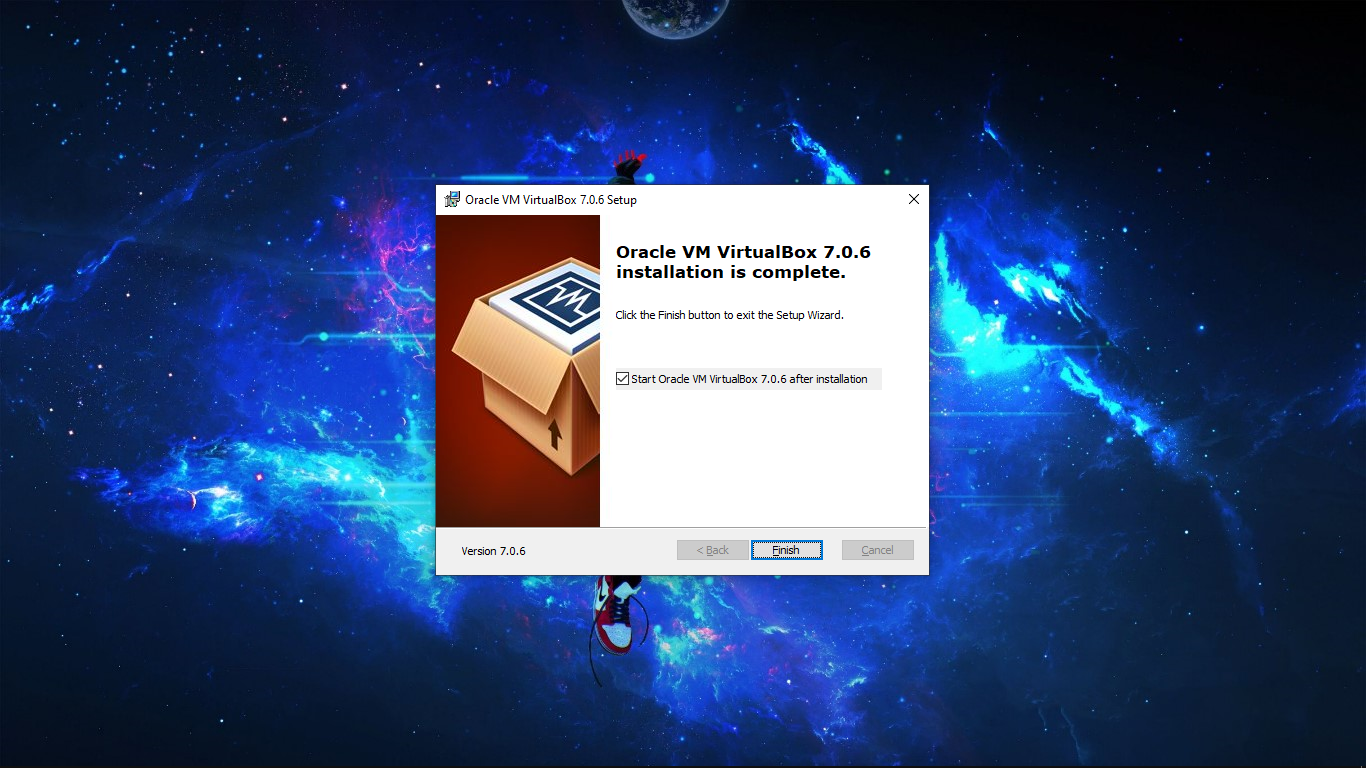 Oracle VM VirtualBox 7.0.6 Setup
Oracle VM VirtualBox 7.0.6
installation is complete.
Click the Finish button to exit the Setup Wizard.
Start Oracle VM VirtualBox 7.0.6 after installation
Version 7.0.6
< Back
Finish
Cancel